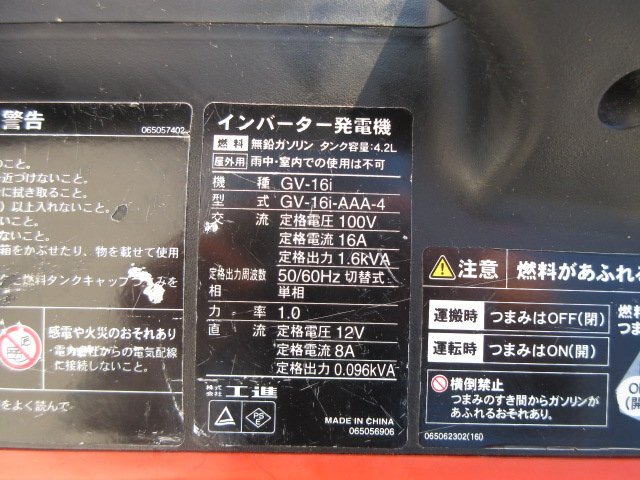 警告
065057402
のこと。
近づけないこと。
に拭き取ること。
以上入れないこと。
ないこと。
箱をかぶせたり、物を載せて使用
燃料タンクキャップつまみを
感電や火災のおそれあり
・電力会社からの電気配線
に接続しないこと。
をよく読んで
インバーター発電機
燃料 無鉛ガソリン タンク容量:4.2L
屋外用 雨中・室内での使用は不可
機種 GV-16i
型式 GV-16i-AAA-4
交流 定格電圧 100V
定格電流 16A
定格出力 1.6kVA
定格出力周波数 50/60Hz 切替式
相 単相
力率 1.0
直流 定格電圧 12V
定格電流 8A
定格出力 0.096kVA
株式会社 工進
PS
E
MADE IN CHINA
065056906
注意 燃料があふれる
運搬時 つまみはOFF(閉)
運転時 つまみはON(開)
燃料
つま
横倒禁止
つまみのすき間からガソリンが
あふれるおそれあり。
065062302(16)